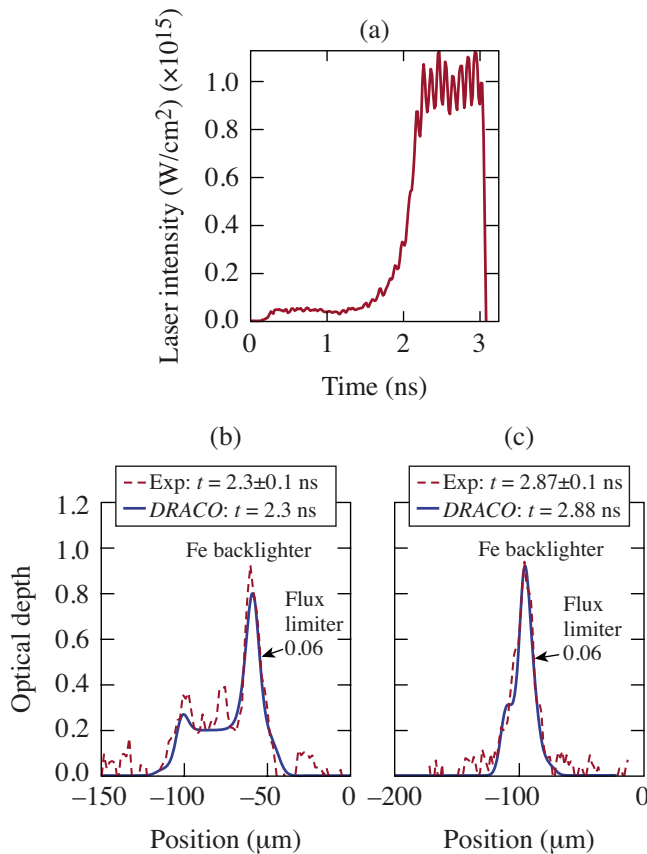 (a)
Laser intensity (W/cm²) (×10¹⁵)
1.0
0.8
0.6
0.4
0.2
0.0
0 1 2 3
Time (ns)
(b)
Exp: t = 2.3±0.1 ns
DRACO: t = 2.3 ns
Fe backlighter
Flux
limiter
0.06
Optical depth
1.2
1.0
0.8
0.6
0.4
0.2
0.0
−150 −100 −50 0
Position (μm)
(c)
Exp: t = 2.87±0.1 ns
DRACO: t = 2.88 ns
Fe backlighter
Flux
limiter
0.06
−200 −100 0
Position (μm)